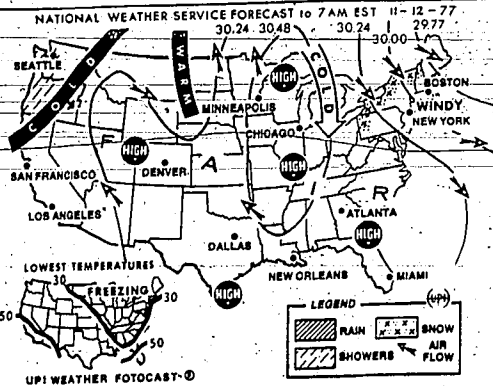 NATIONAL WEATHER SERVICE FORECAST to 7 AM EST 11-12-77
30.24 30.48 30.24 30.00 29.77
SEATTLE
COLD
WARM
HIGH
COLD
MINNEAPOLIS
BOSTON
WINDY
NEW YORK
CHICAGO
F A I R
HIGH
DENVER
HIGH
SAN FRANCISCO
LOS ANGELES
ATLANTA
HIGH
DALLAS
NEW ORLEANS
MIAMI
HIGH
LOWEST TEMPERATURES
30
FREEZING
30
50
50
LEGEND
UPI
RAIN
SNOW
SHOWERS
AIR FLOW
UPI WEATHER FOTOCAST